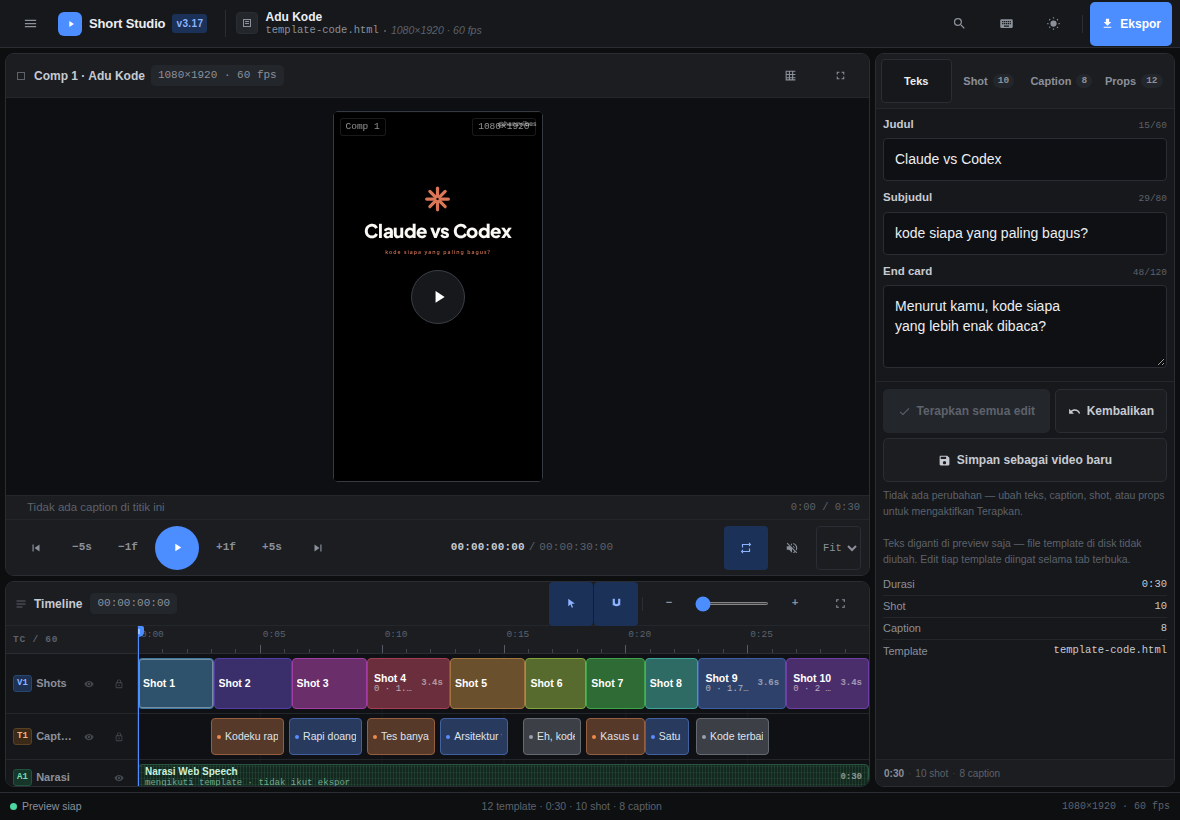 Short Studio v3.17
Adu Kode
template-code.html · 1080×1920 · 60 fps
Ekspor
Comp 1 · Adu Kode 1080×1920 · 60 fps
Comp 1
1080×1920
Claude vs Codex
kode siapa yang paling bagus?
Tidak ada caption di titik ini
0:00 / 0:30
−5s
−1f
+1f
+5s
00:00:00:00 / 00:00:30:00
Fit
Teks
Shot 10
Caption 8
Props 12
Judul
15/60
Claude vs Codex
Subjudul
29/80
kode siapa yang paling bagus?
End card
48/120
Menurut kamu, kode siapa
yang lebih enak dibaca?
Terapkan semua edit
Kembalikan
Simpan sebagai video baru
Tidak ada perubahan — ubah teks, caption, shot, atau props
untuk mengaktifkan Terapkan.
Teks diganti di preview saja — file template di disk tidak
diubah. Edit tiap template diingat selama tab terbuka.
Durasi 0:30
Shot 10
Caption 8
Template template-code.html
0:30 · 10 shot · 8 caption
Timeline 00:00:00:00
−
+
TC / 60
0:00 0:05 0:10 0:15 0:20 0:25
V1 Shots
Shot 1
Shot 2
Shot 3
Shot 4
0 · 1... 3.4s
Shot 5
Shot 6
Shot 7
Shot 8
Shot 9
0 · 1.7... 3.6s
Shot 10
0 · 2 ... 3.4s
T1 Capt...
Kodeku rap
Rapi doang
Tes banya
Arsitektur
Eh, kode
Kasus u
Satu
Kode terbai
A1 Narasi
Narasi Web Speech
mengikuti template · tidak ikut ekspor
0:30
Preview siap
12 template · 0:30 · 10 shot · 8 caption
1080×1920 · 60 fps